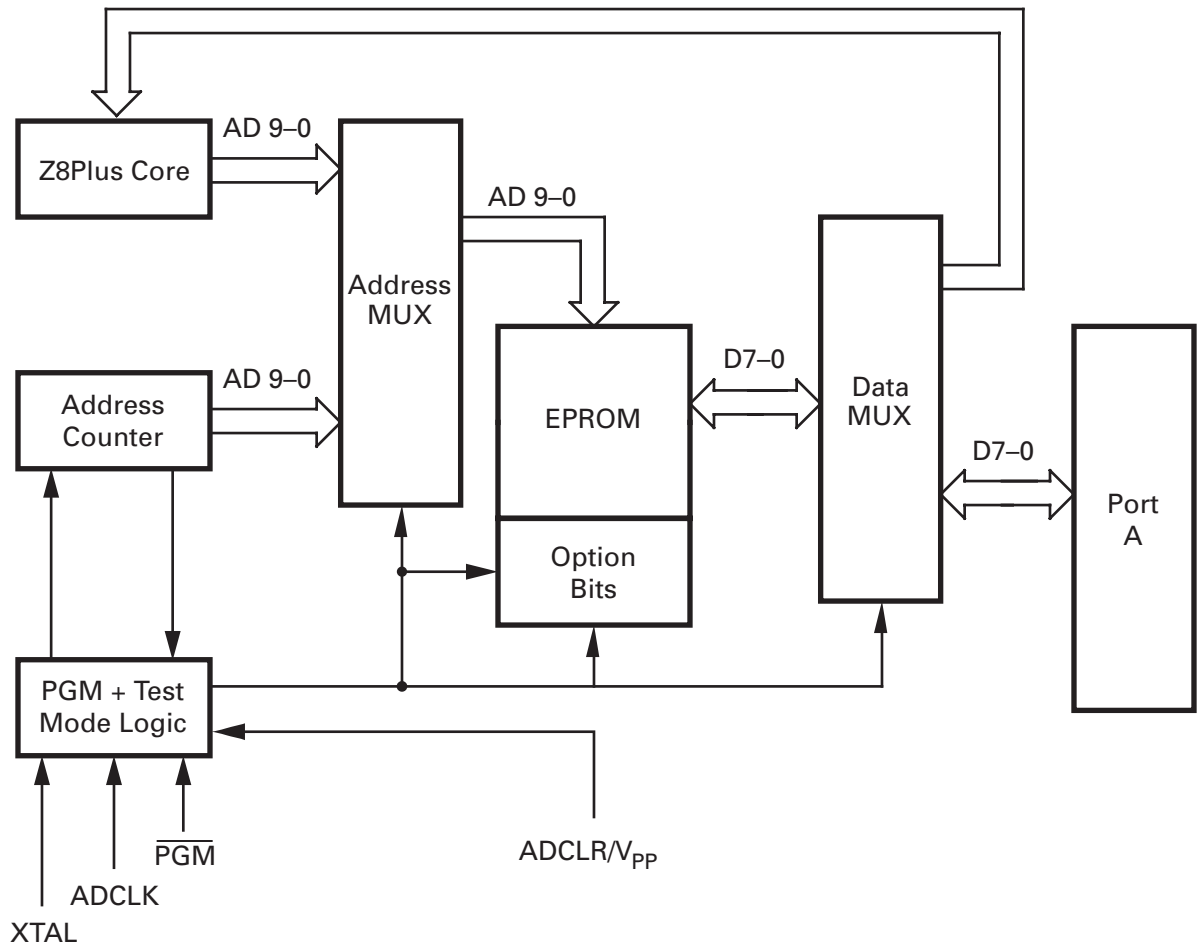 AD 9–0
Z8Plus Core
AD 9–0
Address
MUX
AD 9–0
Address
Counter
EPROM
D7–0
Data
MUX
D7–0
Port
A
Option
Bits
PGM + Test
Mode Logic
PGM
ADCLK
XTAL
ADCLR/VPP